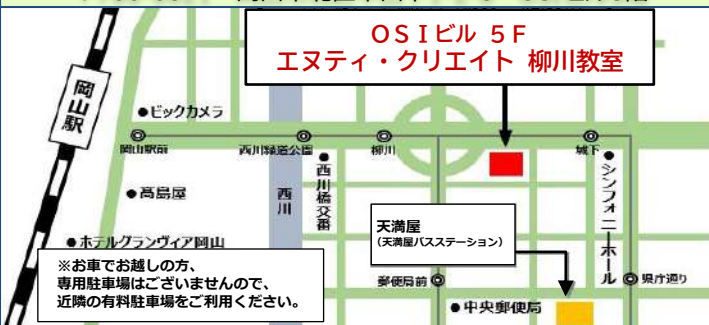 OSIビル 5F
エヌティ・クリエイト 柳川教室
岡山駅
●ビックカメラ
岡山駅前
西川緑道公園
柳川
城下
●高島屋
西川
●西川橋交番
●シンフォニーホール
天満屋
(天満屋バスステーション)
●ホテルグランヴィア岡山
※お車でお越しの方、
専用駐車場はございませんので、
近隣の有料駐車場をご利用ください。
郵便局前
県庁通り
●中央郵便局